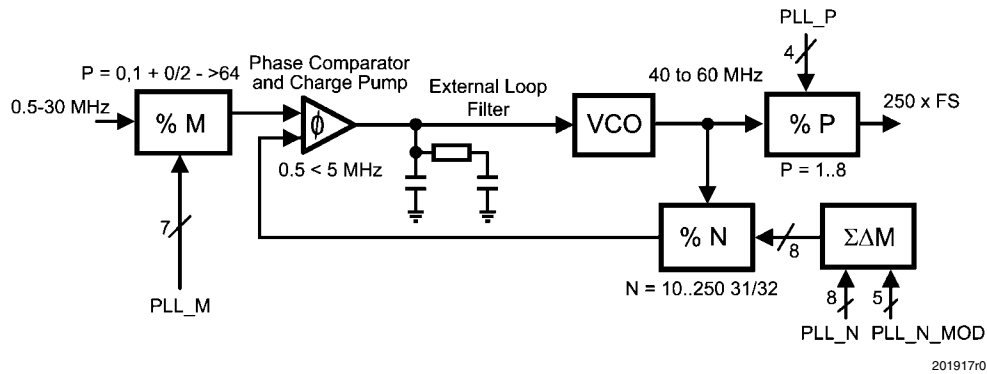 PLL_P
4
P = 0,1 + 0/2 - >64
Phase Comparator
and Charge Pump
External Loop
Filter
40 to 60 MHz
0.5-30 MHz
% M
ϕ
VCO
% P
250 x FS
0.5 < 5 MHz
P = 1..8
7
% N
8
ΣΔM
N = 10..250 31/32
PLL_M
8
5
PLL_N
PLL_N_MOD
201917r0